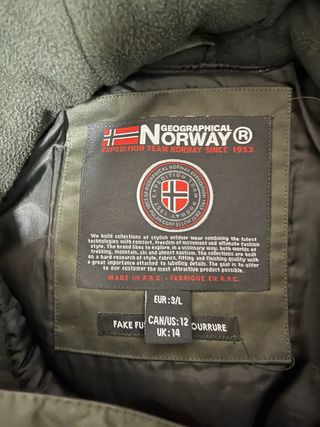 GEOGRAPHICAL
NORWAY®
EXPEDITION TEAM NORWAY SINCE 1953
We build collections of stylish outdoor wear combining the latest
technologies with comfort, freedom of movement and ultimate fashion
style. The brand likes to explore, in a visionary way, both worlds of
trekking, mountain, ski and almost fashion. The collections are built
on a hard research of style, fabrics, fitting and finishing quality with
a great importance attached to labelling details. The goal is to offer
to our customer the most attractive product possible.
MADE IN P.R.C. - FABRIQUE EN R.P.C.
EUR: 3/L
CAN/US: 12
UK: 14
FAKE FU OURRURE